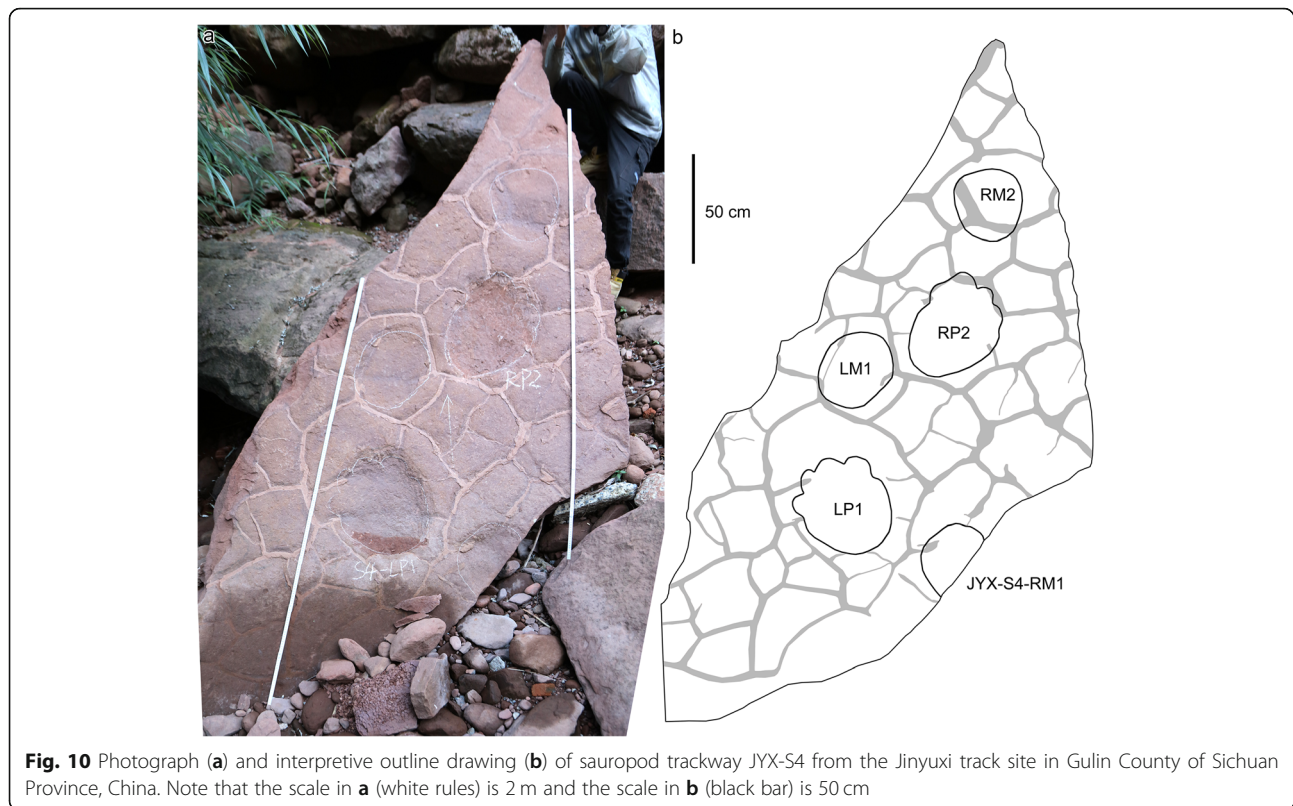 a
b
RM2
50 cm
RP2
RP2
LM1
LP1
S4-LP1
JYX-S4-RM1
Fig. 10 Photograph (a) and interpretive outline drawing (b) of sauropod trackway JYX-S4 from the Jinyuxi track site in Gulin County of Sichuan
Province, China. Note that the scale in a (white rules) is 2 m and the scale in b (black bar) is 50 cm